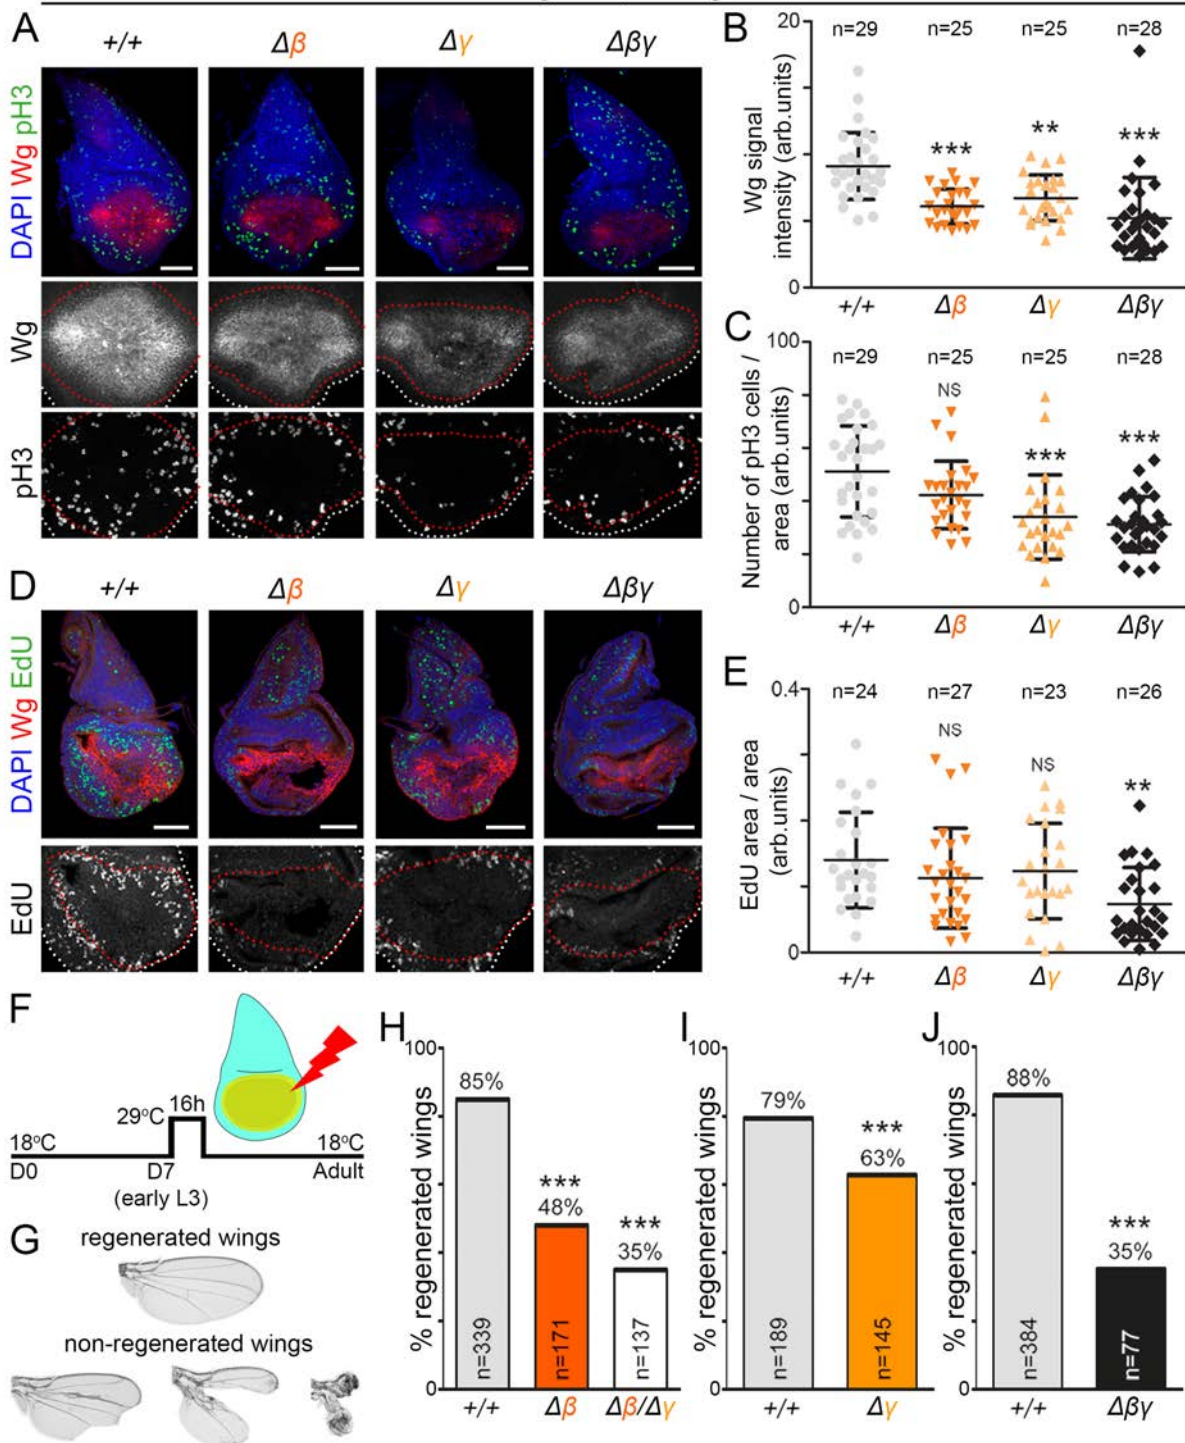 A
+/+ Δβ Δγ Δβγ
DAPI Wg pH3
Wg
pH3
B
Wg signal
intensity (arb.units)
20
0
n=29 n=25 n=25 n=28
*** ** ***
+/+ Δβ Δγ Δβγ
C
Number of pH3 cells /
area (arb.units)
100
0
n=29 n=25 n=25 n=28
NS *** ***
+/+ Δβ Δγ Δβγ
D
+/+ Δβ Δγ Δβγ
DAPI Wg EdU
EdU
E
EdU area / area
(arb.units)
0.4
0
n=24 n=27 n=23 n=26
NS NS **
+/+ Δβ Δγ Δβγ
F
29°C 16h
18°C 18°C
D0 D7 Adult
(early L3)
G
regenerated wings
non-regenerated wings
H
% regenerated wings
100
0
85%
***
48%
***
35%
n=339 n=171 n=137
+/+ Δβ Δβ/Δγ
I
% regenerated wings
100
0
79%
***
63%
n=189 n=145
+/+ Δγ
J
% regenerated wings
100
0
88%
***
35%
n=384 n=77
+/+ Δβγ